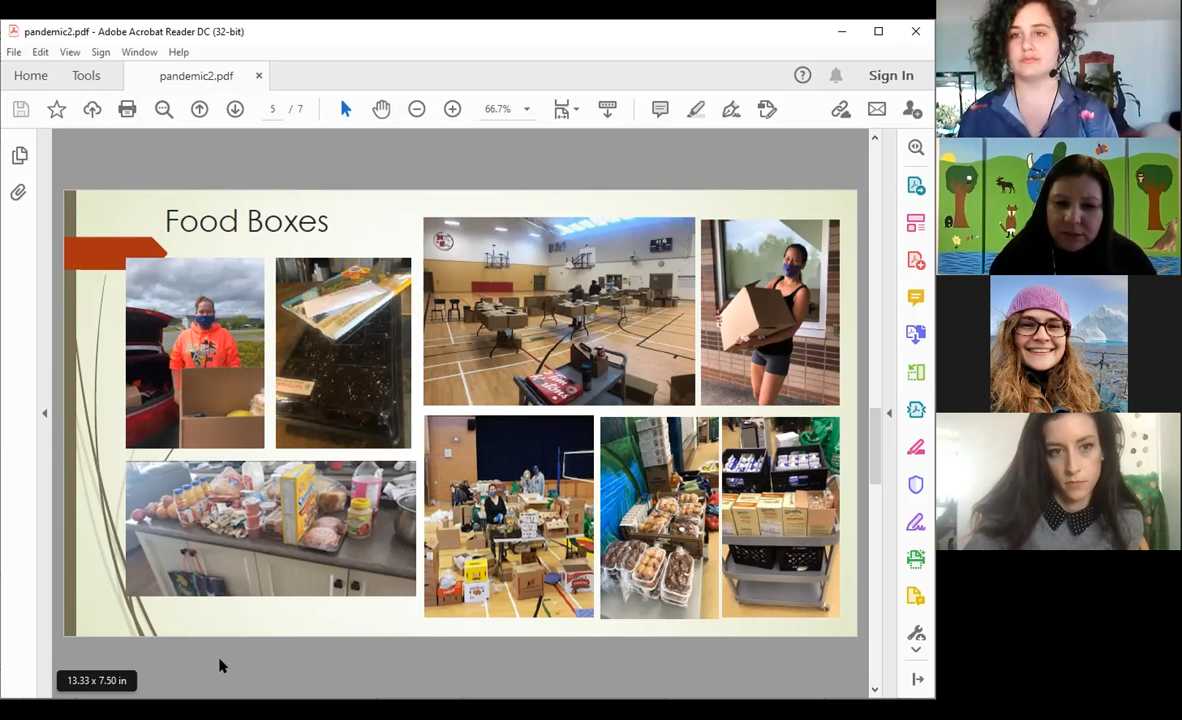 pandemic2.pdf - Adobe Acrobat Reader DC (32-bit)
File Edit View Sign Window Help
Home Tools pandemic2.pdf × Sign In
5 / 7 66.7%
Food Boxes
13.33 x 7.50 in